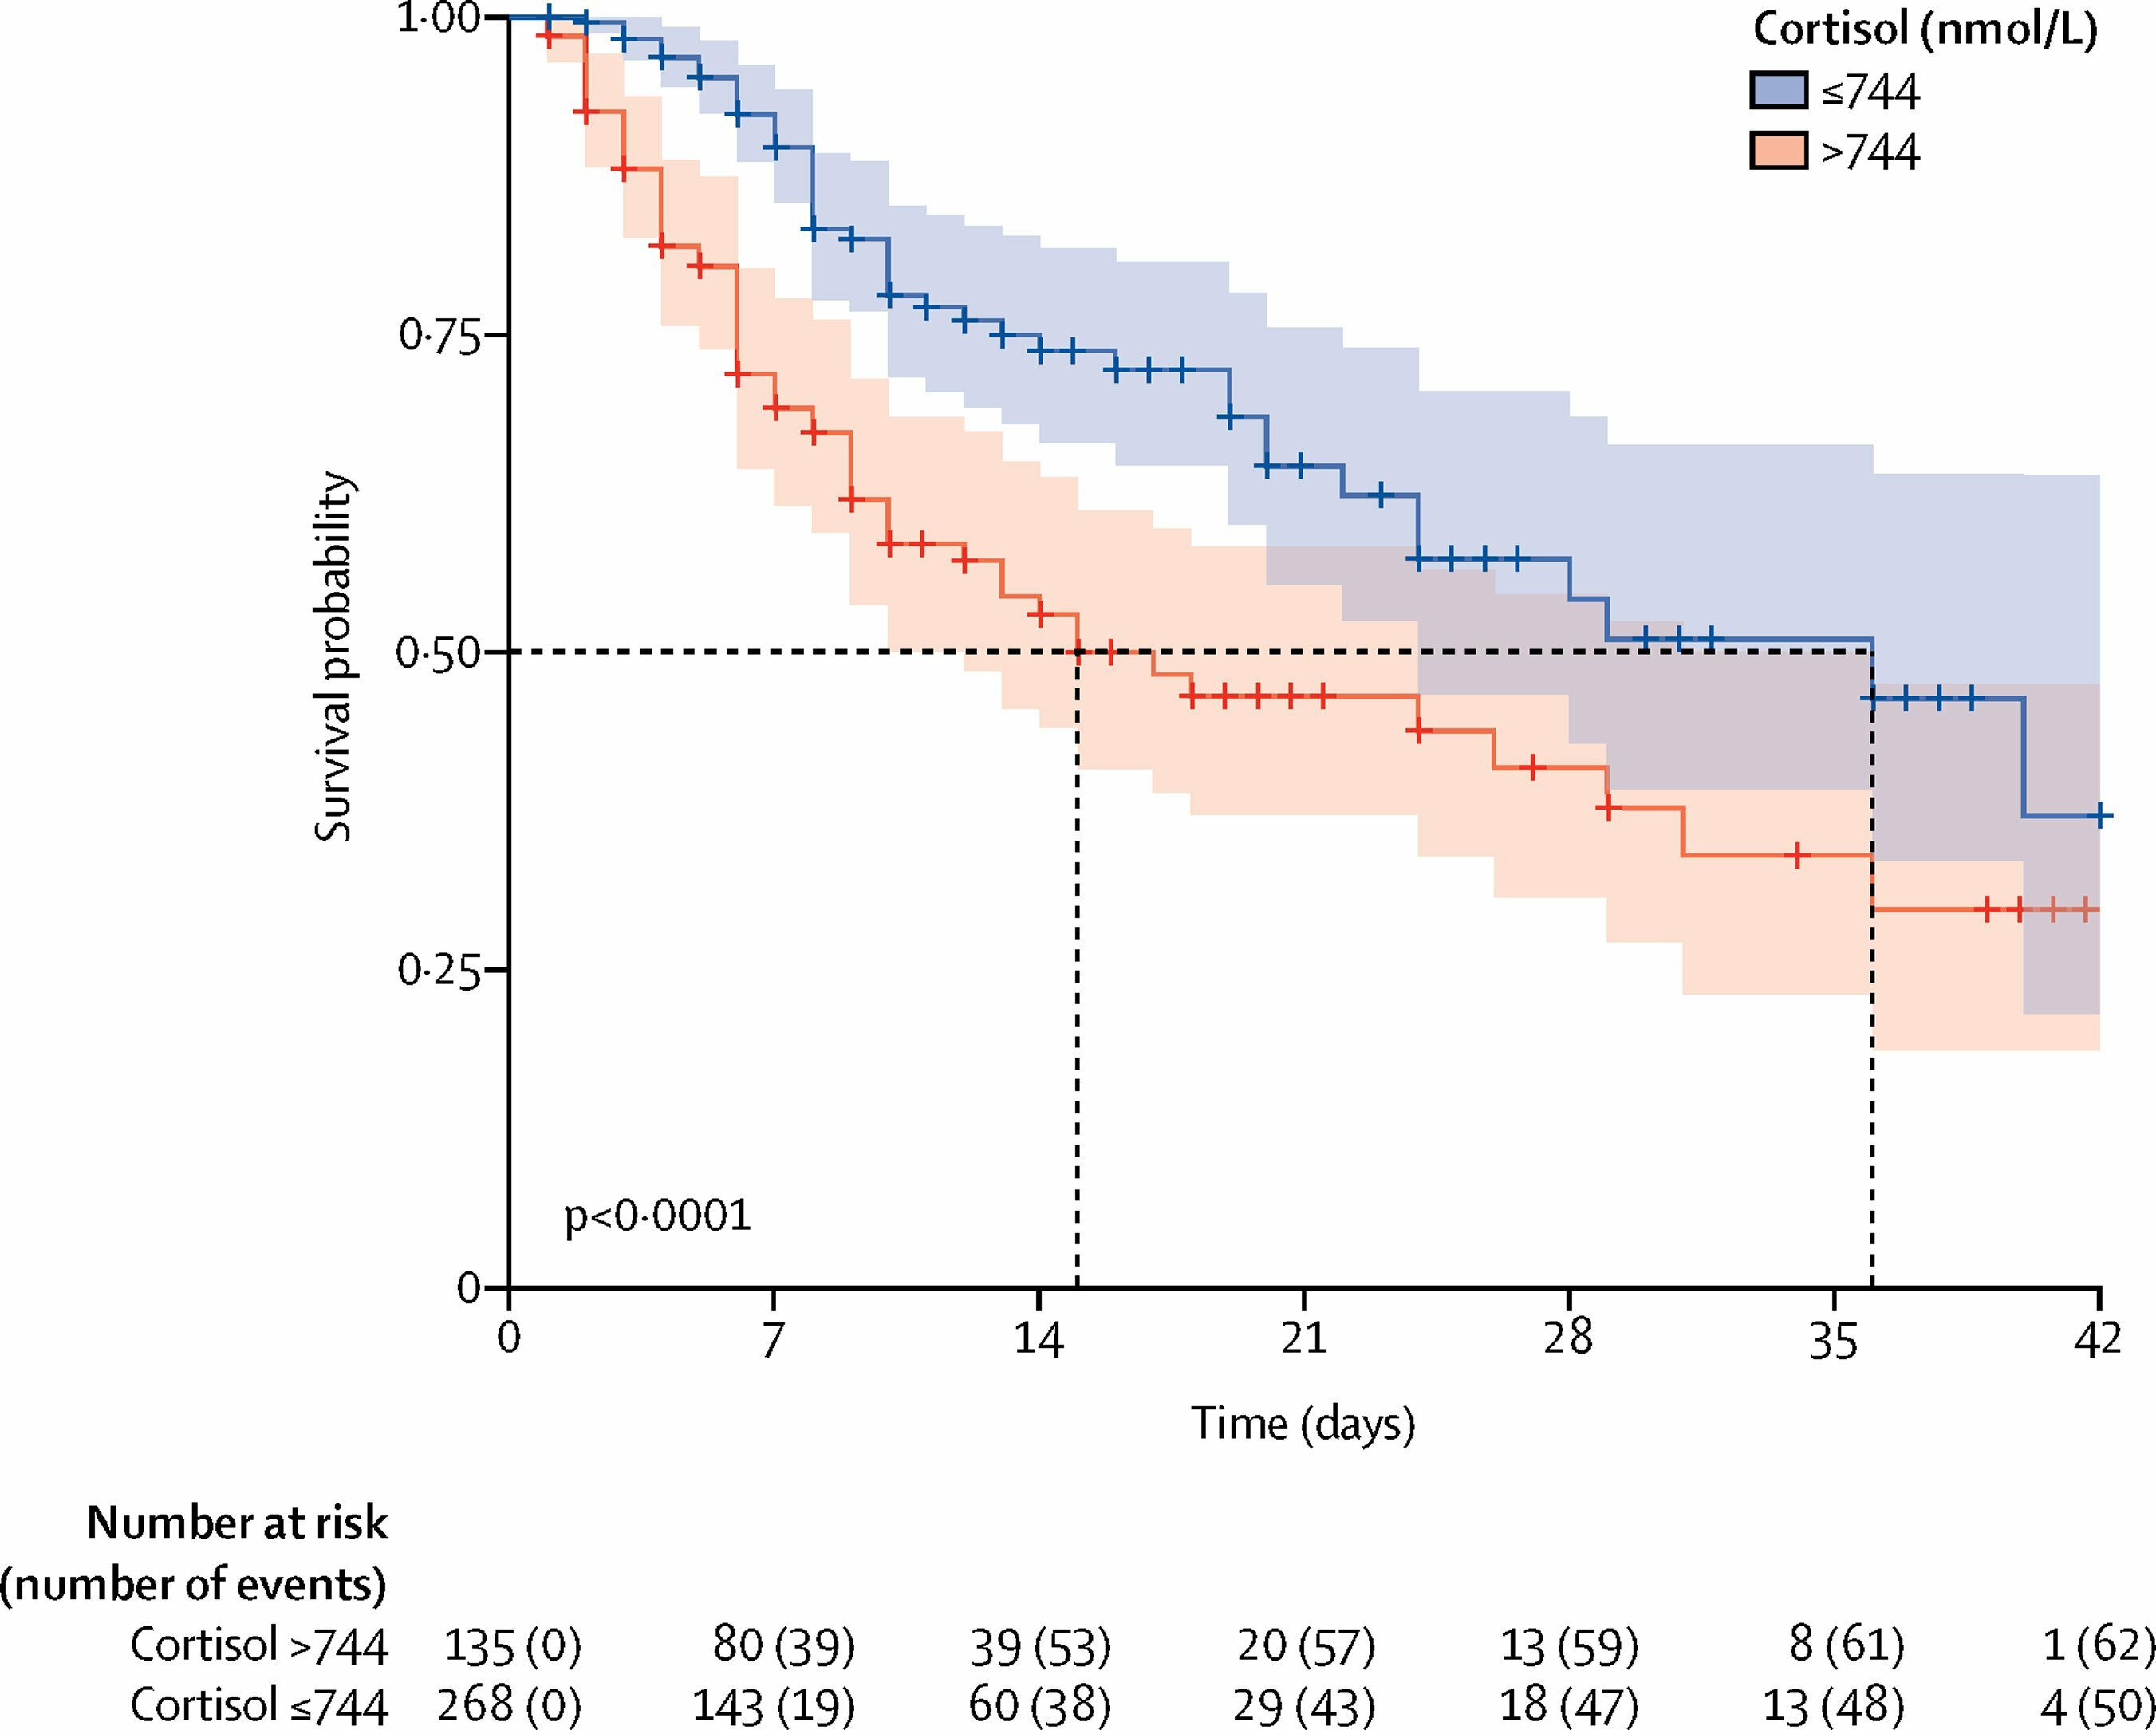 Cortisol (nmol/L)
≤744
>744
1·00
0·75
0·50
0·25
0
Survival probability
p<0·0001
0 7 14 21 28 35 42
Time (days)
Number at risk
(number of events)
Cortisol >744 135 (0) 80 (39) 39 (53) 20 (57) 13 (59) 8 (61) 1 (62)
Cortisol ≤744 268 (0) 143 (19) 60 (38) 29 (43) 18 (47) 13 (48) 4 (50)